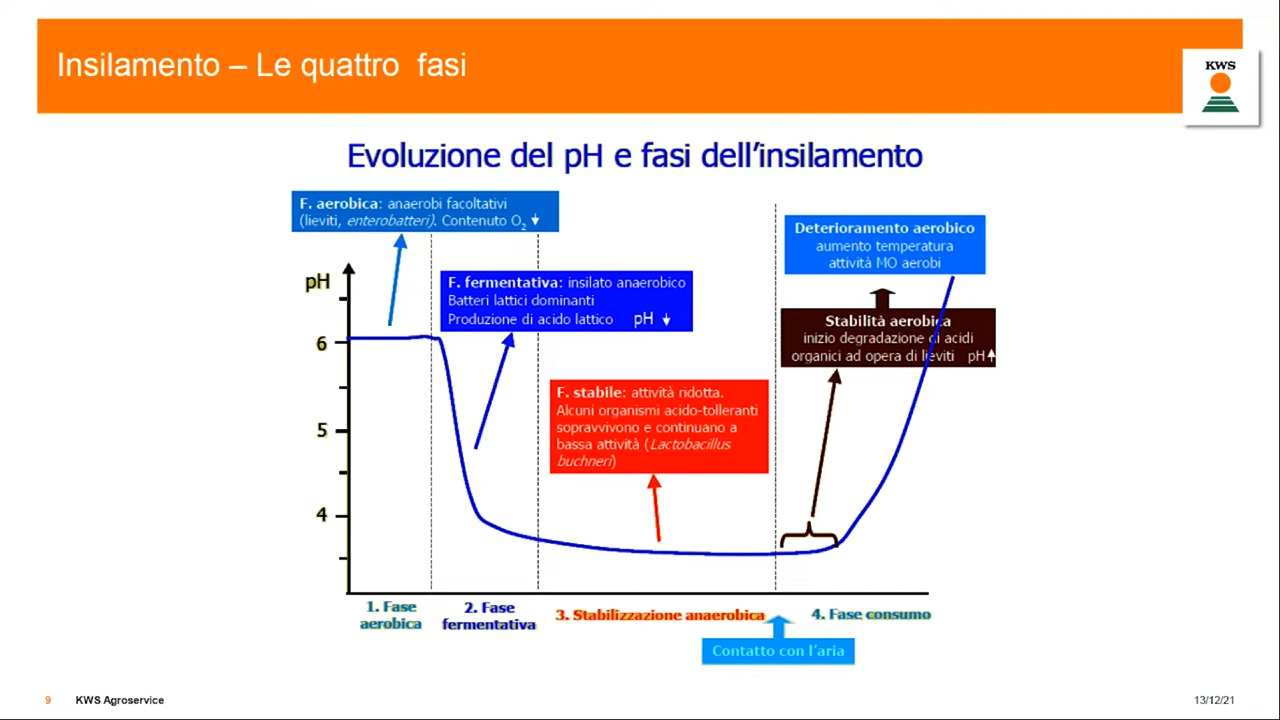 Insilamento – Le quattro fasi
KWS
Evoluzione del pH e fasi dell'insilamento
F. aerobica: anaerobi facoltativi
(lieviti, enterobatteri). Contenuto O2
Deterioramento aerobico
aumento temperatura
attività MO aerobi
pH
F. fermentativa: insilato anaerobico
Batteri lattici dominanti
Produzione di acido lattico pH
Stabilità aerobica
inizio degradazione di acidi
organici ad opera di lieviti pH
6
F. stabile: attività ridotta.
Alcuni organismi acido-tolleranti
sopravvivono e continuano a
bassa attività (Lactobacillus
buchneri)
5
4
1. Fase
aerobica
2. Fase
fermentativa
3. Stabilizzazione anaerobica
4. Fase consumo
Contatto con l'aria
9 KWS Agroservice
13/12/21